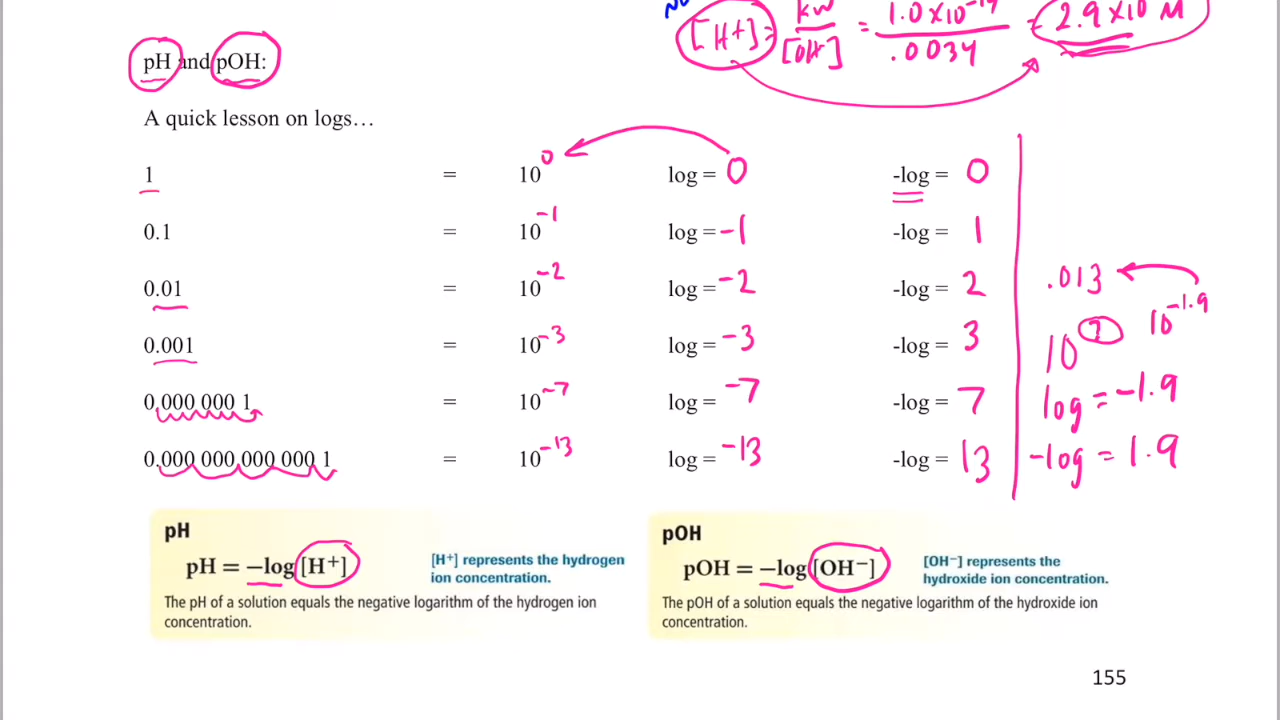 [H+] = Kw / [OH-] = 1.0 x 10 / .0034 = 2.9 x 10 M
pH and pOH:
A quick lesson on logs…
1 = 10^0 log = 0 -log = 0
0.1 = 10^-1 log = -1 -log = 1
0.01 = 10^-2 log = -2 -log = 2
.013
0.001 = 10^-3 log = -3 -log = 3
10^? 10^-1.9
0.000 000 1 = 10^-7 log = -7 -log = 7
log = -1.9
0.000 000 000 000 1 = 10^-13 log = -13 -log = 13
-log = 1.9
pH
pH = −log[H+]
[H+] represents the hydrogen
ion concentration.
The pH of a solution equals the negative logarithm of the hydrogen ion
concentration.
pOH
pOH = −log[OH−]
[OH−] represents the
hydroxide ion concentration.
The pOH of a solution equals the negative logarithm of the hydroxide ion
concentration.
155